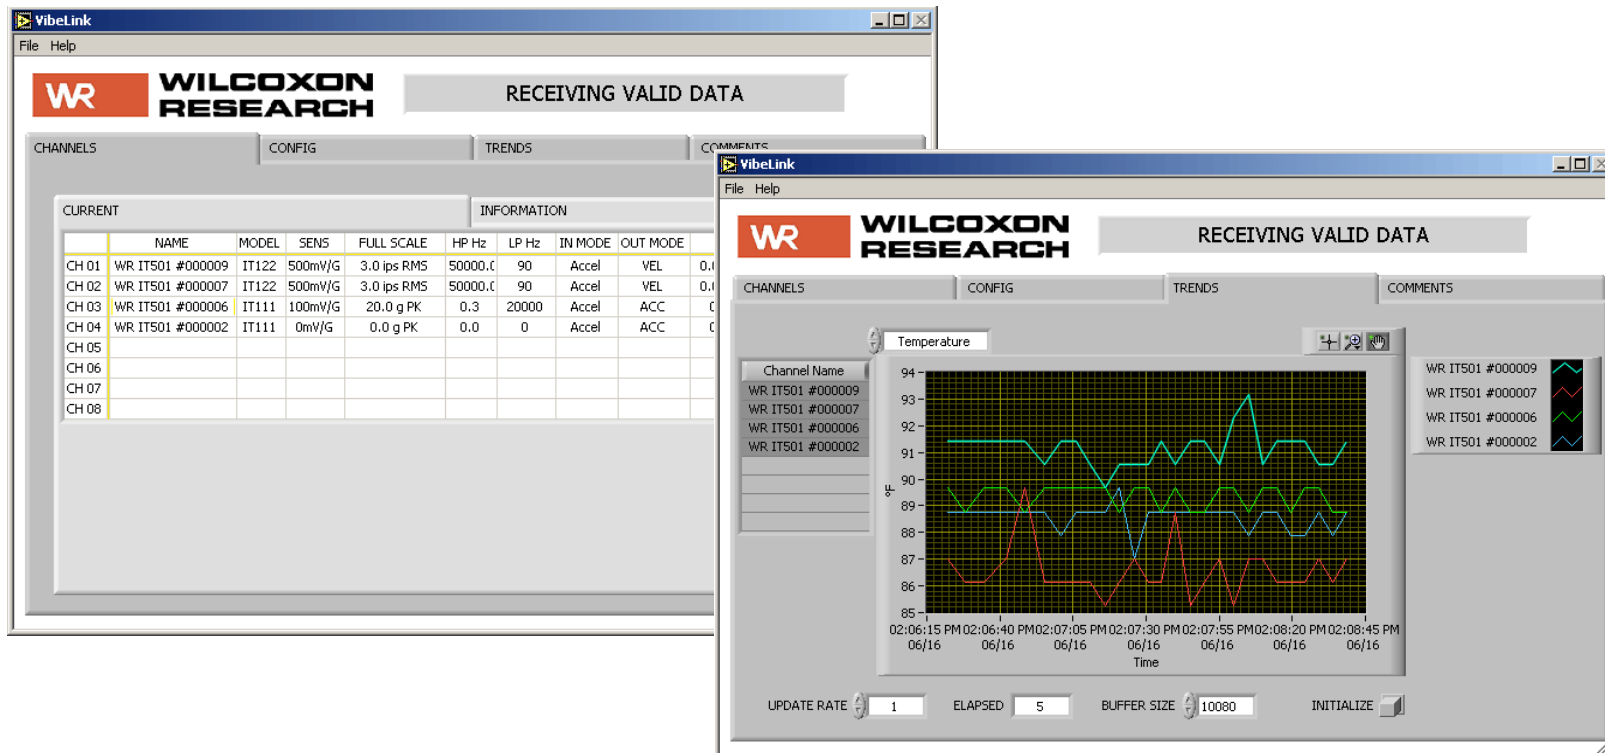 VibeLink
File Help
WR WILCOXON RESEARCH
RECEIVING VALID DATA
CHANNELS CONFIG TRENDS COMMENTS
CURRENT INFORMATION
NAME MODEL SENS FULL SCALE HP Hz LP Hz IN MODE OUT MODE
CH 01 WR IT501 #000009 IT122 500mV/G 3.0 ips RMS 50000.0 90 Accel VEL
CH 02 WR IT501 #000007 IT122 500mV/G 3.0 ips RMS 50000.0 90 Accel VEL
CH 03 WR IT501 #000006 IT111 100mV/G 20.0 g PK 0.3 20000 Accel ACC
CH 04 WR IT501 #000002 IT111 0mV/G 0.0 g PK 0.0 0 Accel ACC
CH 05
CH 06
CH 07
CH 08
VibeLink
File Help
WR WILCOXON RESEARCH
RECEIVING VALID DATA
CHANNELS CONFIG TRENDS COMMENTS
Temperature
Channel Name
WR IT501 #000009
WR IT501 #000007
WR IT501 #000006
WR IT501 #000002
94
93
92
91
90
89
88
87
86
85
°F
02:06:15 PM 02:06:40 PM 02:07:05 PM 02:07:30 PM 02:07:55 PM 02:08:20 PM 02:08:45 PM
06/16 06/16 06/16 06/16 06/16 06/16 06/16
Time
WR IT501 #000009
WR IT501 #000007
WR IT501 #000006
WR IT501 #000002
UPDATE RATE 1 ELAPSED 5 BUFFER SIZE 10080 INITIALIZE